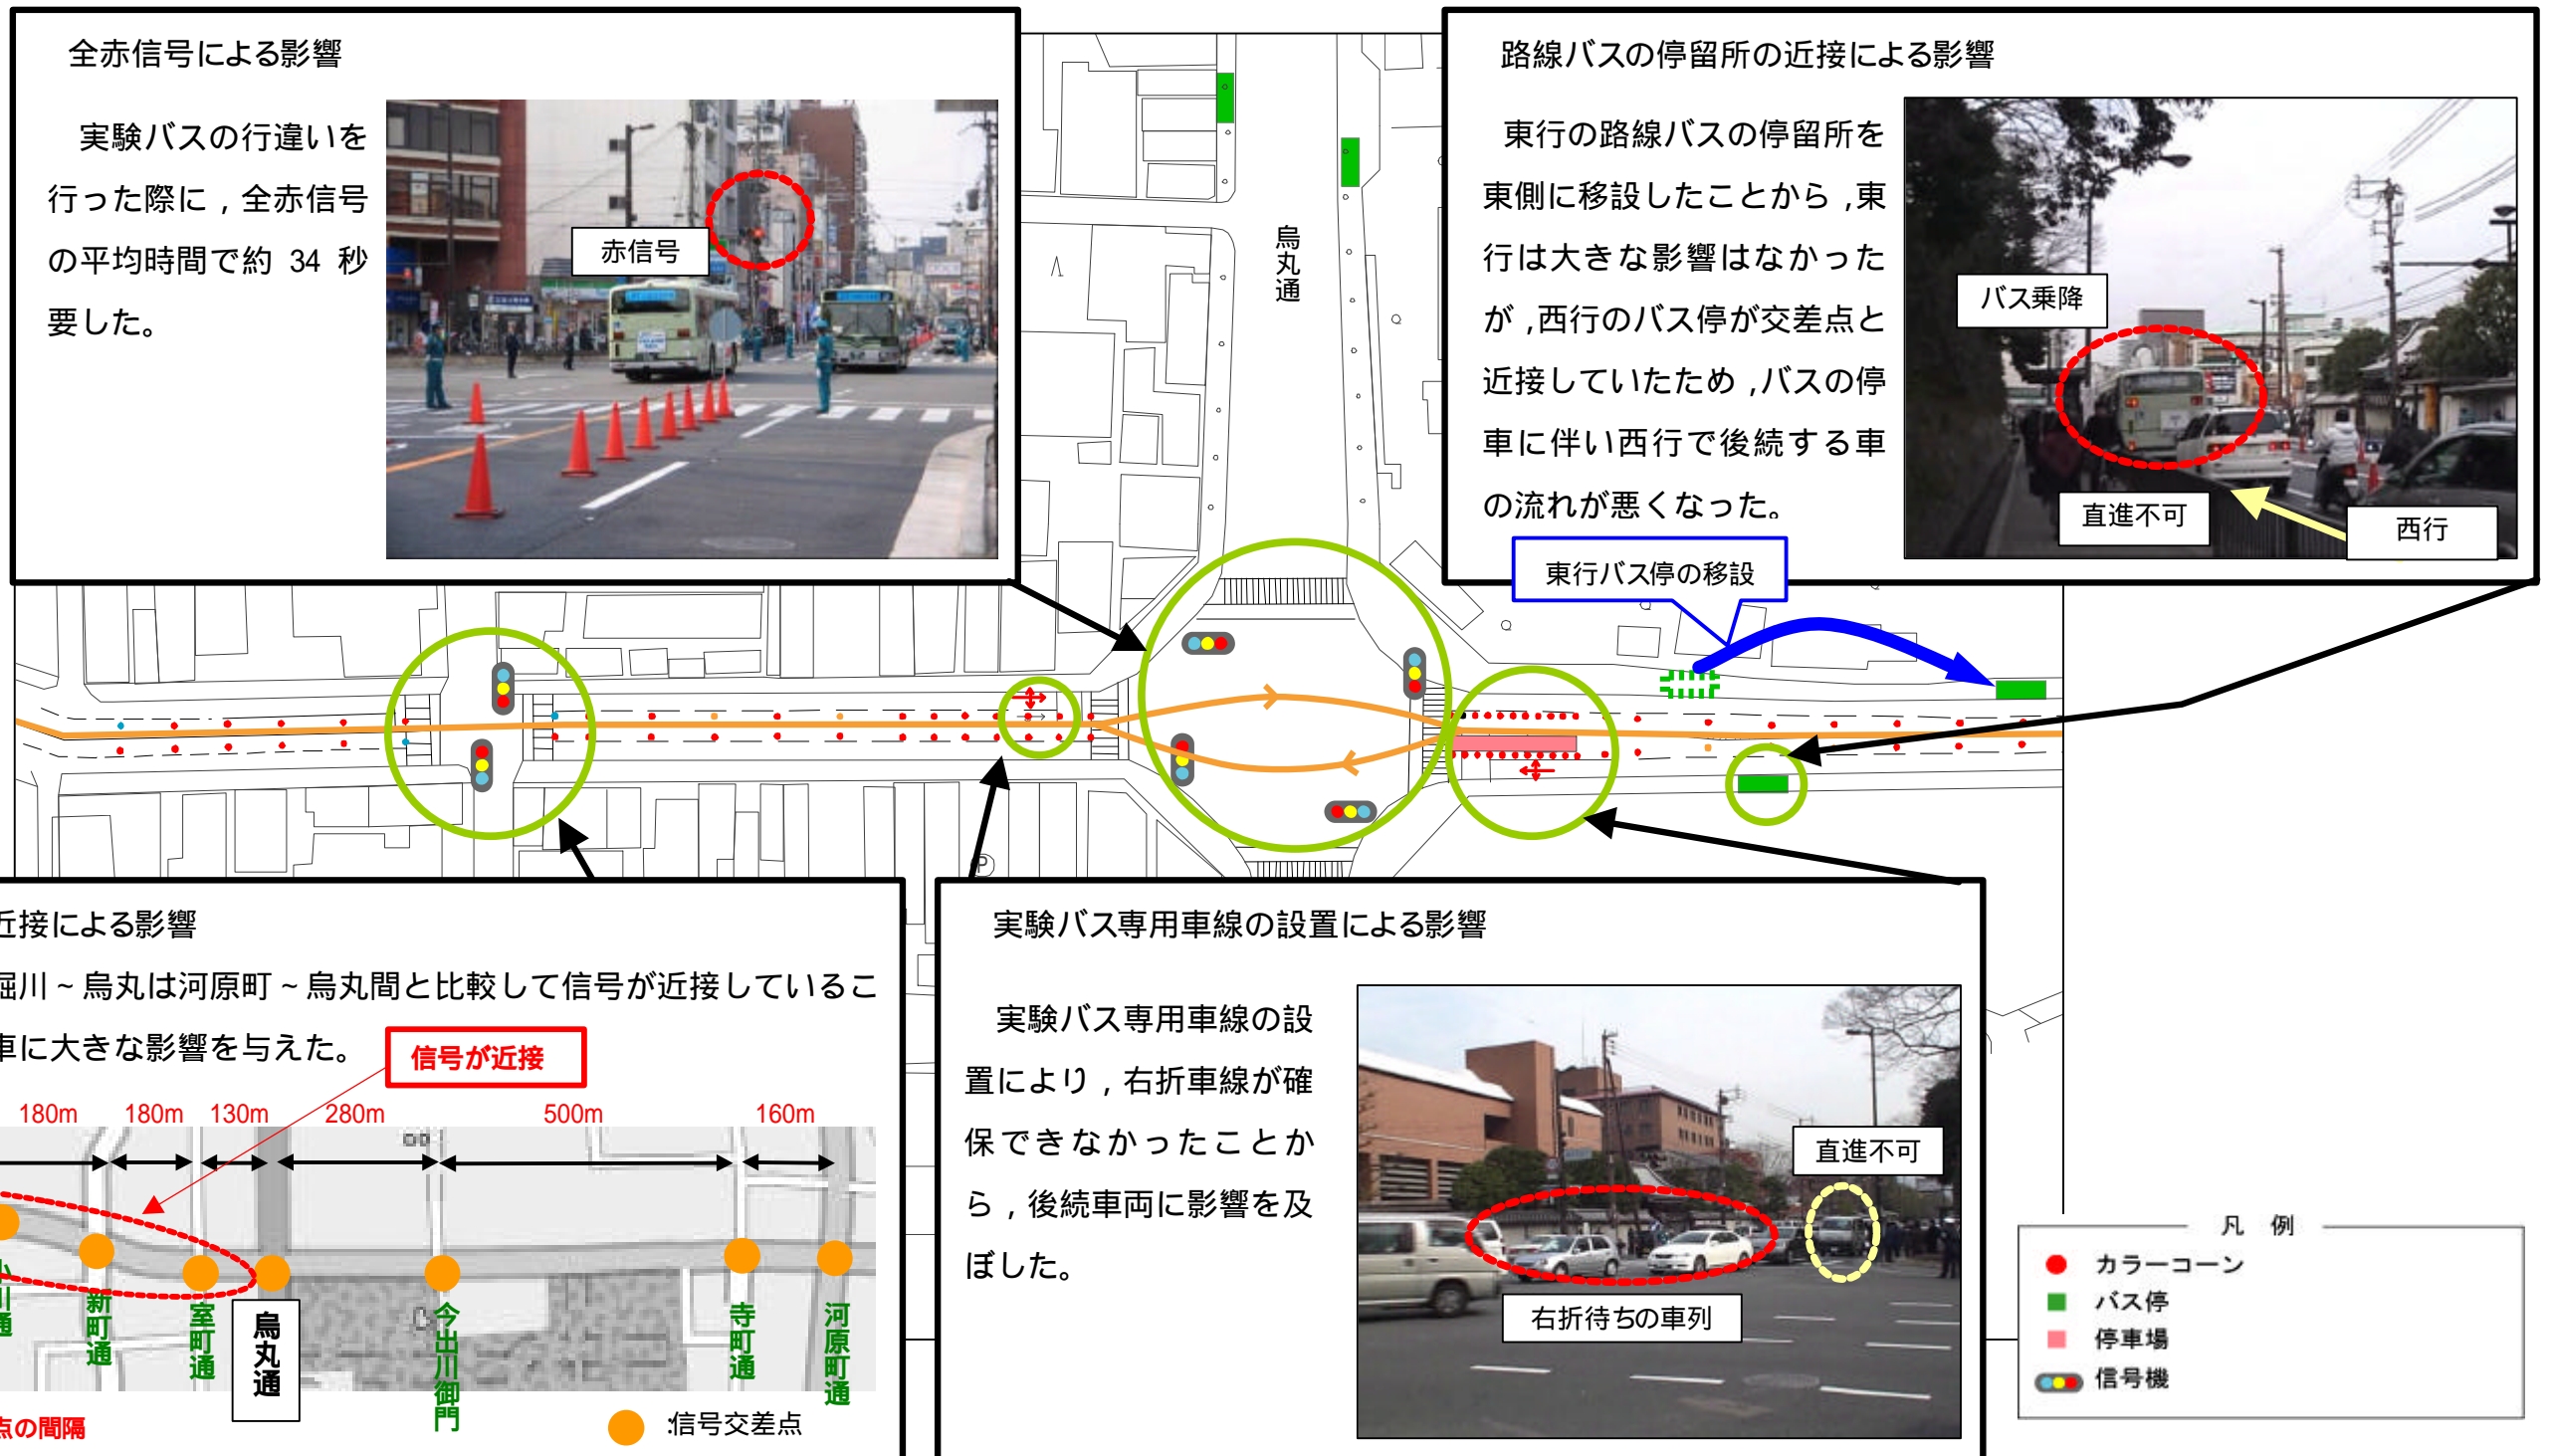 全赤信号による影響
実験バスの行違いを
行った際に，全赤信号
の平均時間で約 34 秒
要した。
赤信号
路線バスの停留所の近接による影響
東行の路線バスの停留所を
東側に移設したことから，東
行は大きな影響はなかった
が，西行のバス停が交差点と
近接していたため，バスの停
車に伴い西行で後続する車
の流れが悪くなった。
バス乗降
直進不可
西行
東行バス停の移設
烏丸通
P
近接による影響
堀川～烏丸は河原町～烏丸間と比較して信号が近接しているこ
車に大きな影響を与えた。
信号が近接
180m 180m 130m 280m 500m 160m
小川通
新町通
室町通
烏丸通
今出川御門
寺町通
河原町通
点の間隔
:信号交差点
実験バス専用車線の設置による影響
実験バス専用車線の設
置により，右折車線が確
保できなかったことか
ら，後続車両に影響を及
ぼした。
直進不可
右折待ちの車列
凡 例
カラーコーン
バス停
停車場
信号機